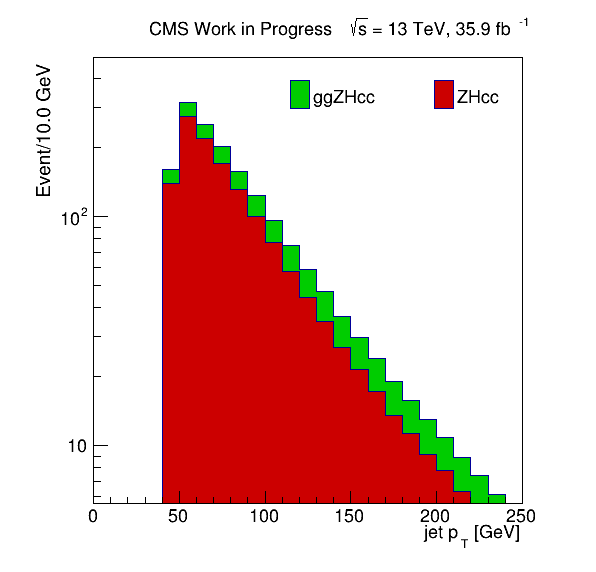 CMS Work in Progress √s = 13 TeV, 35.9 fb -1
ggZHcc ZHcc
Event/10.0 GeV
10²
10
0 50 100 150 200 250
jet p_T [GeV]